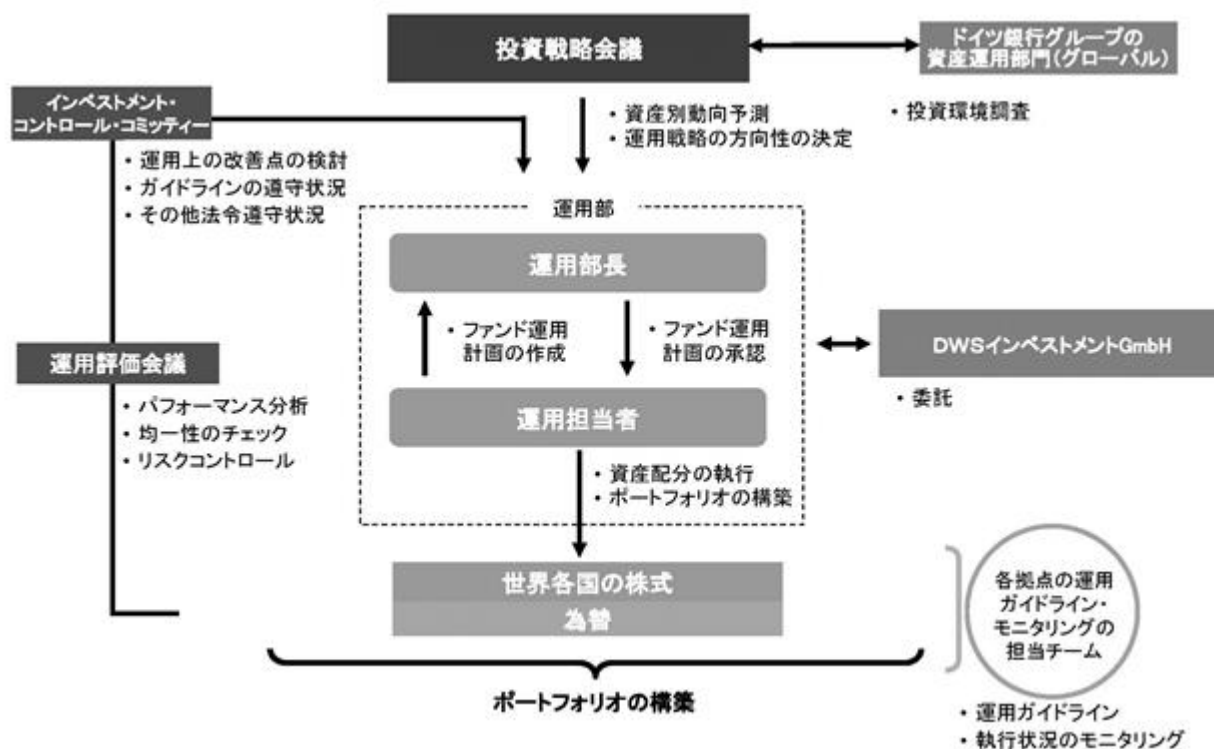 投資戦略会議
ドイツ銀行グループの
資産運用部門(グローバル)
・投資環境調査
・資産別動向予測
・運用戦略の方向性の決定
インベストメント・
コントロール・コミッティー
・運用上の改善点の検討
・ガイドラインの遵守状況
・その他法令遵守状況
運用部
運用部長
・ファンド運用
計画の作成
・ファンド運用
計画の承認
運用担当者
DWSインベストメントGmbH
・委託
運用評価会議
・パフォーマンス分析
・均一性のチェック
・リスクコントロール
・資産配分の執行
・ポートフォリオの構築
世界各国の株式
為替
ポートフォリオの構築
各拠点の運用
ガイドライン・
モニタリングの
担当チーム
・運用ガイドライン
・執行状況のモニタリング